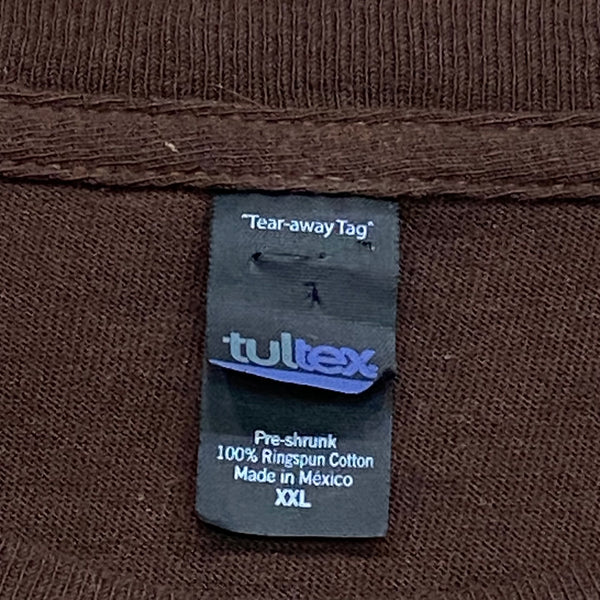 "Tear-away Tag"
tultex
Pre-shrunk
100% Ringspun Cotton
Made in México
XXL